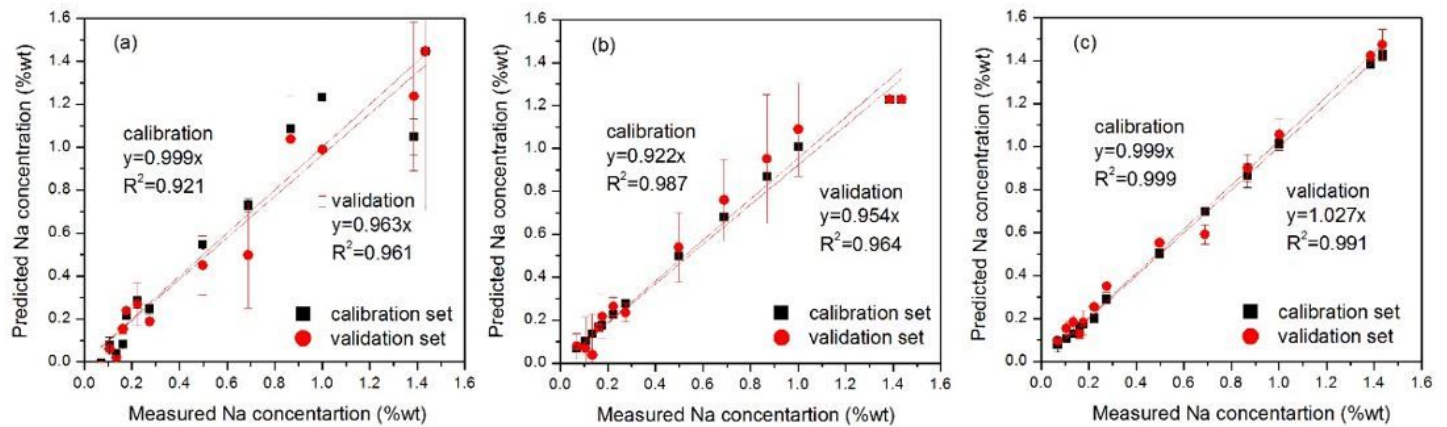 (a)
calibration
y=0.999x
R²=0.921
validation
y=0.963x
R²=0.961
calibration set
validation set
Predicted Na concentration (%wt)
1.6
1.4
1.2
1.0
0.8
0.6
0.4
0.2
0.0
0.0 0.2 0.4 0.6 0.8 1.0 1.2 1.4 1.6
Measured Na concentartion (%wt)
(b)
calibration
y=0.922x
R²=0.987
validation
y=0.954x
R²=0.964
calibration set
validation set
Predicted Na concentration (%wt)
1.6
1.4
1.2
1.0
0.8
0.6
0.4
0.2
0.0
0.0 0.2 0.4 0.6 0.8 1.0 1.2 1.4 1.6
Measured Na concentartion (%wt)
(c)
calibration
y=0.999x
R²=0.999
validation
y=1.027x
R²=0.991
calibration set
validation set
Predicted Na concentration (%wt)
1.6
1.4
1.2
1.0
0.8
0.6
0.4
0.2
0.0
0.0 0.2 0.4 0.6 0.8 1.0 1.2 1.4 1.6
Measured Na concentartion (%wt)